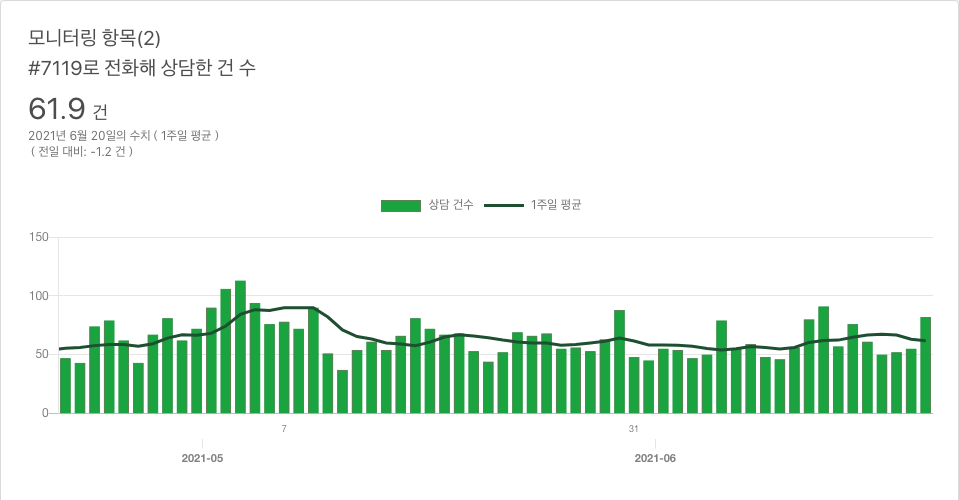 모니터링 항목(2)
#7119로 전화해 상담한 건 수
61.9 건
2021년 6월 20일의 수치 ( 1주일 평균 )
( 전일 대비: -1.2 건 )
상담 건수 1주일 평균
150
100
50
0
7 31
2021-05 2021-06